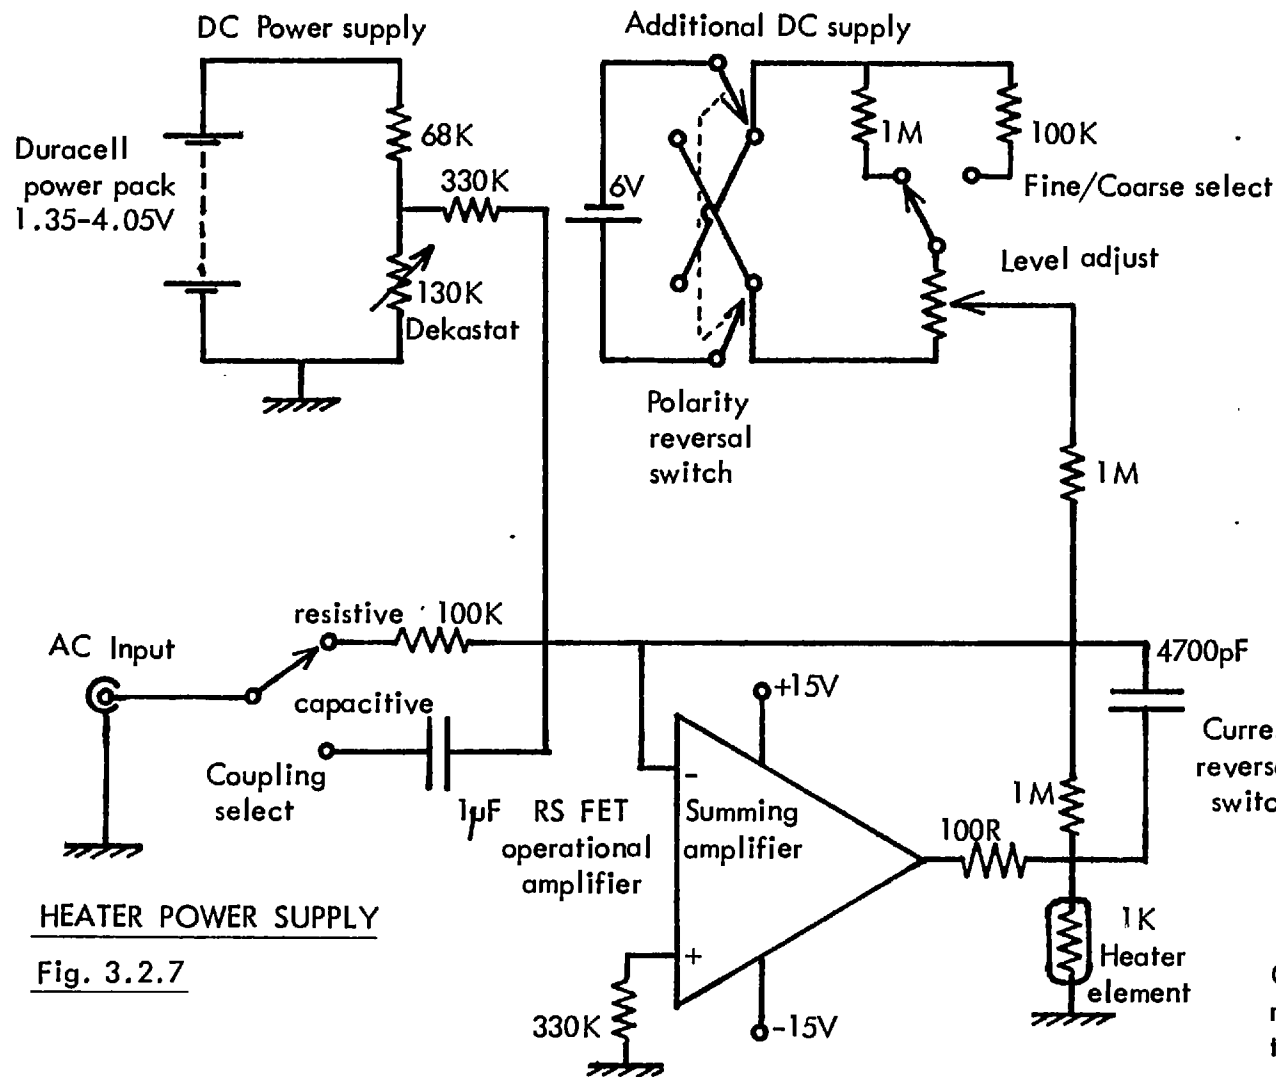 DC Power supply
Additional DC supply
Duracell
power pack
1.35-4.05V
68K
330K
130K
Dekastat
6V
1M
100K
Fine/Coarse select
Level adjust
Polarity
reversal
switch
1M
resistive
100K
AC Input
capacitive
Coupling
select
1µF
RS FET
operational
amplifier
+15V
-
Summing
amplifier
+
-15V
330K
4700pF
1M
100R
1K
Heater
element
HEATER POWER SUPPLY
Fig. 3.2.7